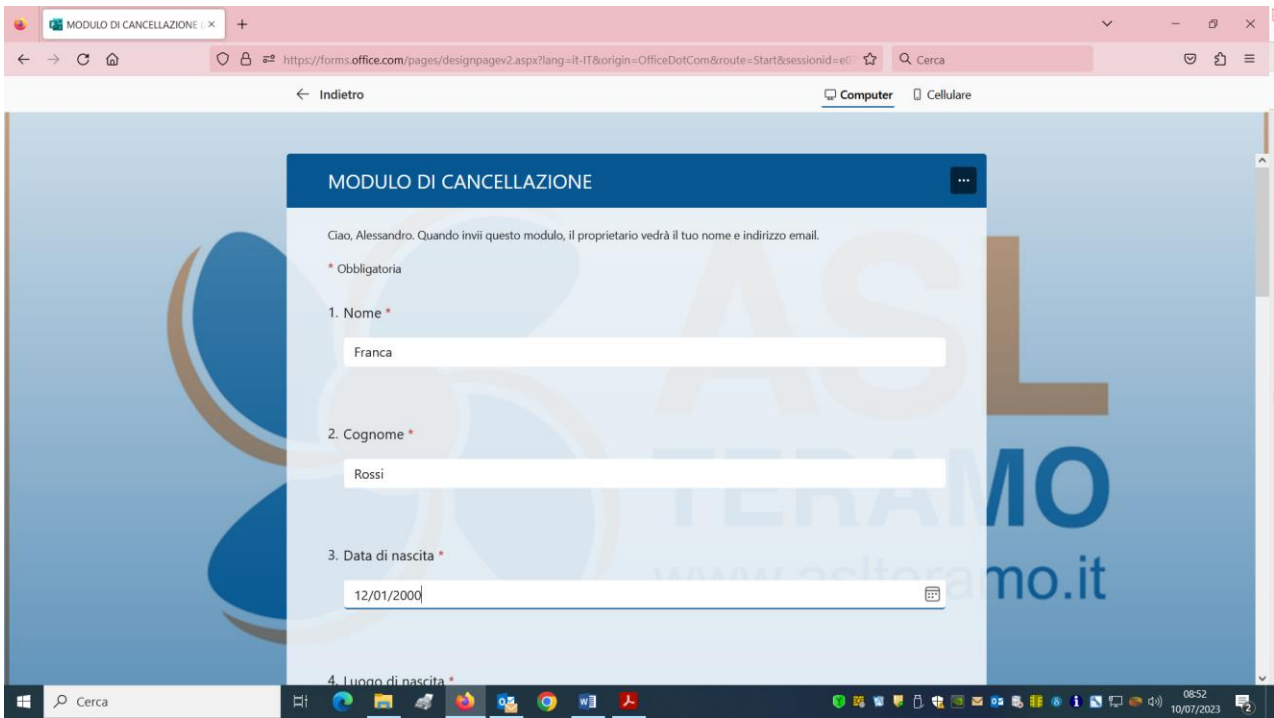 MODULO DI CANCELLAZIONE (
https://forms.office.com/pages/designpagev2.aspx?lang=it-IT&origin=OfficeDotCom&route=Start&sessionid=e07
Cerca
Indietro
Computer
Cellulare
MODULO DI CANCELLAZIONE
Ciao, Alessandro. Quando invii questo modulo, il proprietario vedrà il tuo nome e indirizzo email.
* Obbligatoria
1. Nome *
Franca
2. Cognome *
Rossi
3. Data di nascita *
12/01/2000
4. Luogo di nascita *
ASL
TERAMO
www.aslteramo.it
Cerca
08:52
10/07/2023
2